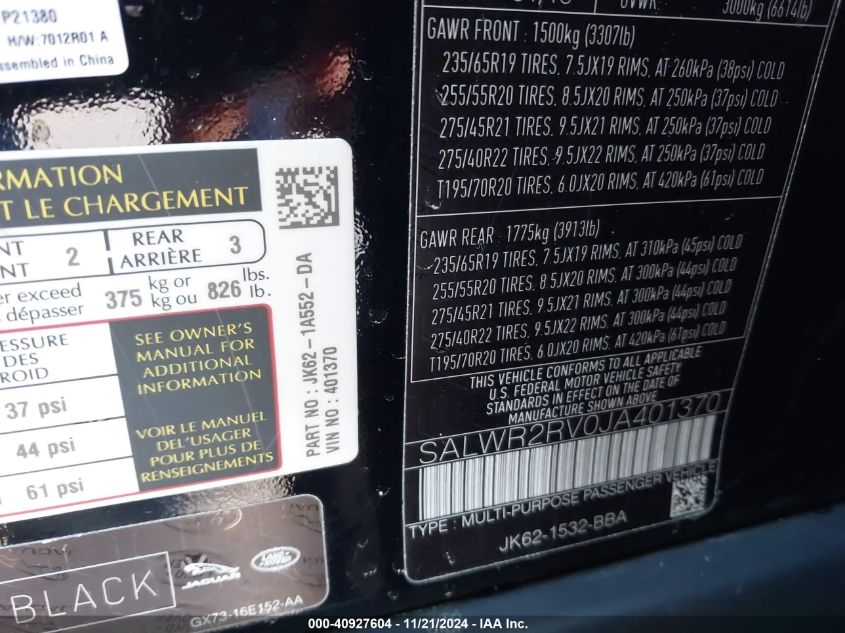 P21380
H/W:7012R01 A
ssembled in China
RMATION
T LE CHARGEMENT
NT 2 REAR
ARRIÈRE 3
er exceed
dépasser 375 kg or
kg ou 826 lbs.
lb.
ESSURE
DES
ROID
37 psi
44 psi
61 psi
SEE OWNER'S
MANUAL FOR
ADDITIONAL
INFORMATION
VOIR LE MANUEL
DEL'USAGER
POUR PLUS DE
RENSEIGNEMENTS
PART NO : JK62-1A552-DA
VIN NO : 401370
BLACK
JAGUAR
LAND-ROVER
GX73-16E152-AA
GVWR: 3000kg (6614lb)
GAWR FRONT : 1500kg (3307lb)
235/65R19 TIRES, 7.5JX19 RIMS, AT 260kPa (38psi) COLD
255/55R20 TIRES, 8.5JX20 RIMS, AT 250kPa (37psi) COLD
275/45R21 TIRES, 9.5JX21 RIMS, AT 250kPa (37psi) COLD
275/40R22 TIRES, 9.5JX22 RIMS, AT 250kPa (37psi) COLD
T195/70R20 TIRES, 6.0JX20 RIMS, AT 420kPa (61psi) COLD
GAWR REAR : 1775kg (3913lb)
235/65R19 TIRES, 7.5JX19 RIMS, AT 310kPa (45psi) COLD
255/55R20 TIRES, 8.5JX20 RIMS, AT 300kPa (44psi) COLD
275/45R21 TIRES, 9.5JX21 RIMS, AT 300kPa (44psi) COLD
275/40R22 TIRES, 9.5JX22 RIMS, AT 300kPa (44psi) COLD
T195/70R20 TIRES, 6.0JX20 RIMS, AT 420kPa (61psi) COLD
THIS VEHICLE CONFORMS TO ALL APPLICABLE
U.S. FEDERAL MOTOR VEHICLE SAFETY
STANDARDS IN EFFECT ON THE DATE OF
MANUFACTURE SHOWN ABOVE
SALWR2RV0JA401370
TYPE : MULTI-PURPOSE PASSENGER VEHICLE
JK62-1532-BBA
000-40927604 - 11/21/2024 - IAA Inc.